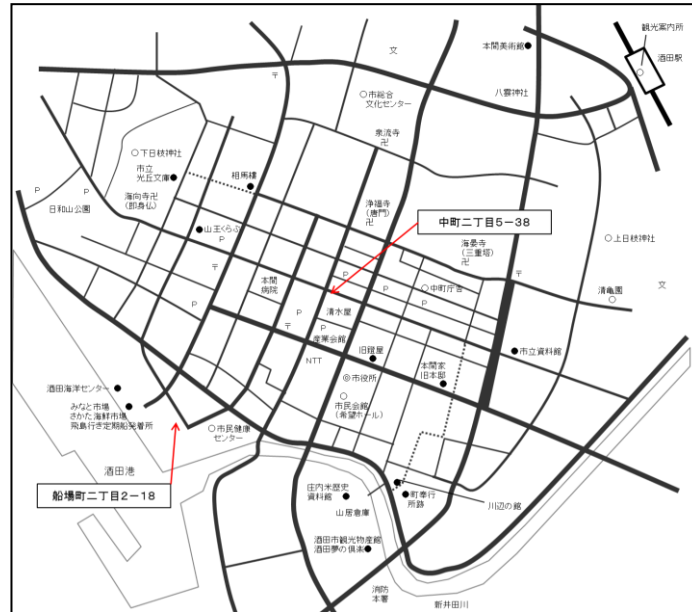 観光案内所
酒田駅
本間美術館
文
〒
八雲神社
市総合
文化センター
泉流寺
卍
下日枝神社
市立
光丘文庫
相馬樓
海向寺卍
(即身仏)
浄福寺
(唐門)
卍
中町二丁目5-38
P
P
P
日和山公園
山王くらぶ
P
海晏寺
(三重塔)
卍
上日枝神社
〒
本間
病院
P
P
中町庁舎
〒
清亀園
文
P
P
清水屋
P
〒
産業会館
旧鐙屋
市立資料館
NTT
本間家
旧本邸
市役所
酒田海洋センター
市民会館
(希望ホール)
みなと市場
さかた海鮮市場
飛島行き定期船発着所
市民健康
センター
酒田港
船場町二丁目2-18
庄内米歴史
資料館
町奉行
所跡
川辺の館
山居倉庫
酒田市観光物産館
酒田夢の倶楽
消防
本署
新井田川